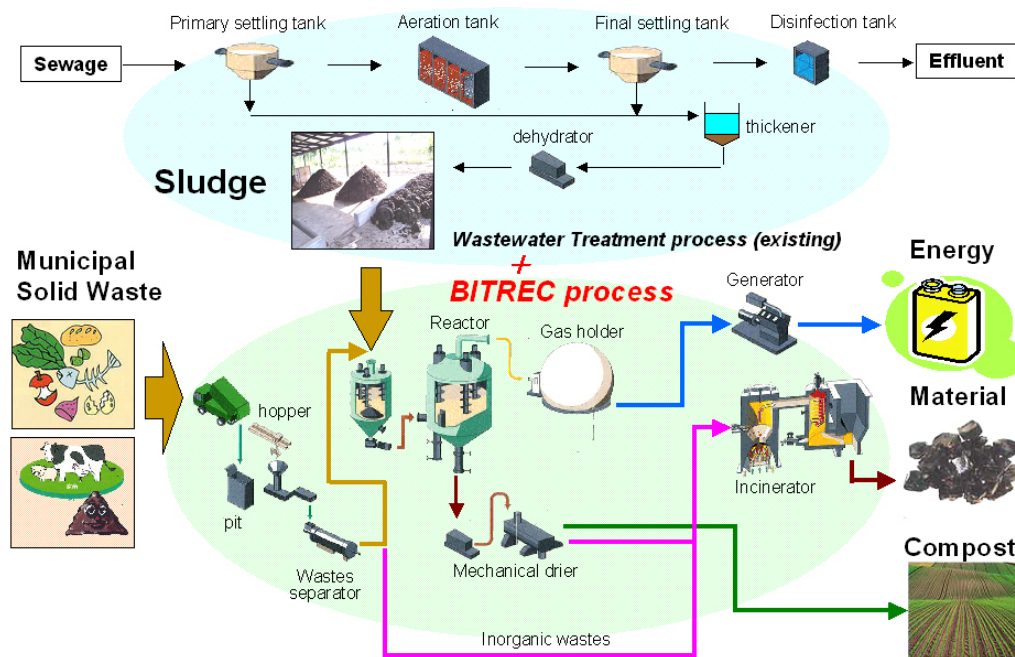 Primary settling tank
Aeration tank
Final settling tank
Disinfection tank
Sewage
Effluent
thickener
dehydrator
Sludge
Wastewater Treatment process (existing)
+
BITREC process
Municipal
Solid Waste
Energy
Generator
Reactor
Gas holder
Material
hopper
Incinerator
pit
Mechanical drier
Wastes
separator
Compost
Inorganic wastes